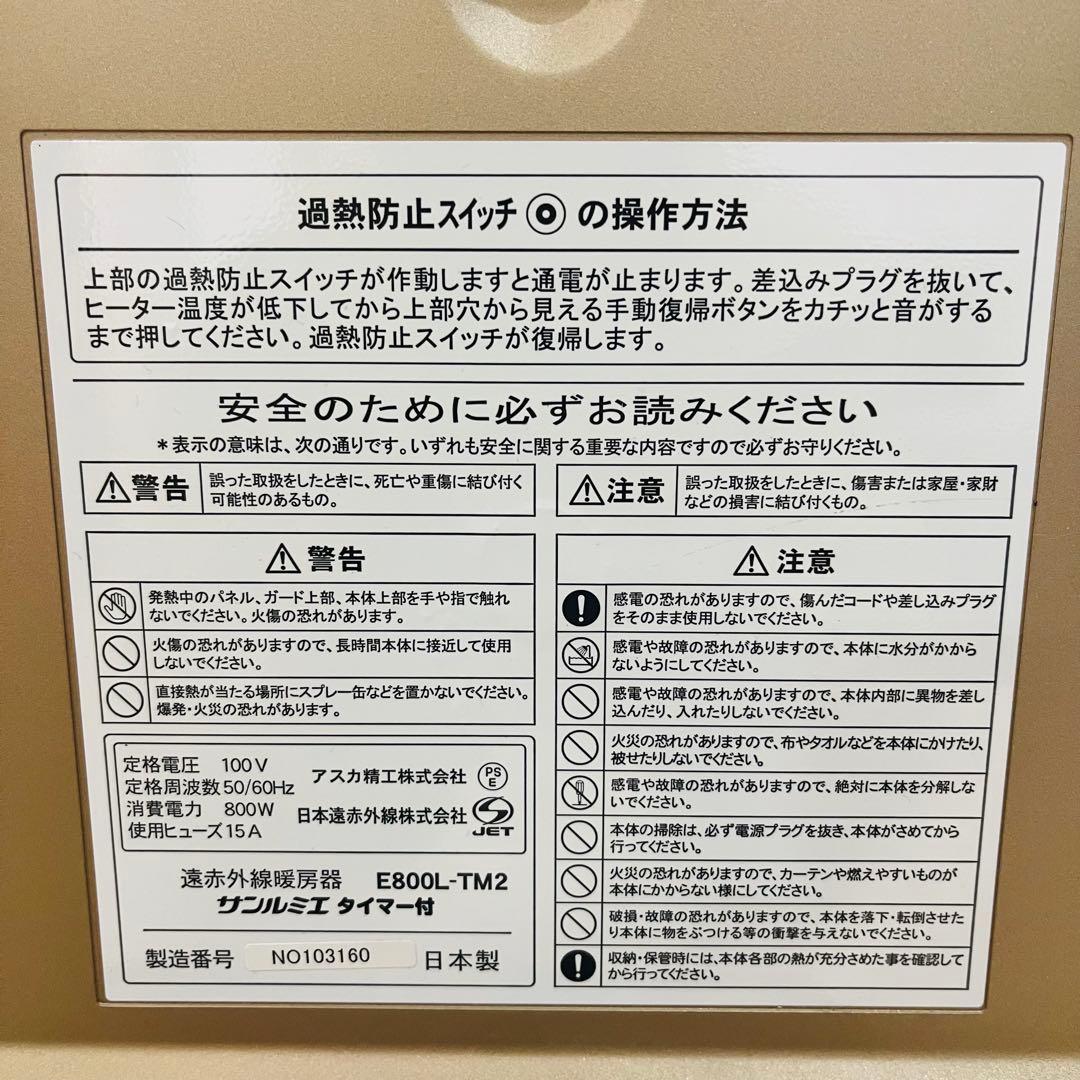 過熱防止スイッチ の操作方法
上部の過熱防止スイッチが作動しますと通電が止まります。差込みプラグを抜いて、
ヒーター温度が低下してから上部穴から見える手動復帰ボタンをカチッと音がする
まで押してください。過熱防止スイッチが復帰します。
安全のために必ずお読みください
*表示の意味は、次の通りです。いずれも安全に関する重要な内容ですので必ずお守りください。
警告
誤った取扱をしたときに、死亡や重傷に結び付く
可能性のあるもの。
注意
誤った取扱をしたときに、傷害または家屋・家財
などの損害に結び付くもの。
警告
発熱中のパネル、ガード上部、本体上部を手や指で触れ
ないでください。火傷の恐れがあります。
火傷の恐れがありますので、長時間本体に接近して使用
しないでください。
直接熱が当たる場所にスプレー缶などを置かないでください。
爆発・火災の恐れがあります。
定格電圧 100V
定格周波数 50/60Hz
消費電力 800W
使用ヒューズ 15A
アスカ精工株式会社
PS
E
日本遠赤外線株式会社
JET
遠赤外線暖房器 E800L-TM2
サンルミエ タイマー付
製造番号 NO103160 日本製
注意
感電の恐れがありますので、傷んだコードや差し込みプラグ
をそのまま使用しないでください。
感電や故障の恐れがありますので、本体に水分がかから
ないようにしてください。
感電や故障の恐れがありますので、本体内部に異物を差し
込んだり、入れたりしないでください。
火災の恐れがありますので、布やタオルなどを本体にかけたり、
被せたりしないでください。
感電や故障の恐れがありますので、絶対に本体を分解しな
いでください。
本体の掃除は、必ず電源プラグを抜き、本体がさめてから
行ってください。
火災の恐れがありますので、カーテンや燃えやすいものが
本体にかからない様にしてください。
破損・故障の恐れがありますので、本体を落下・転倒させた
り本体に物をぶつける等の衝撃を与えないでください。
収納・保管時には、本体各部の熱が充分さめた事を確認して
から行ってください。